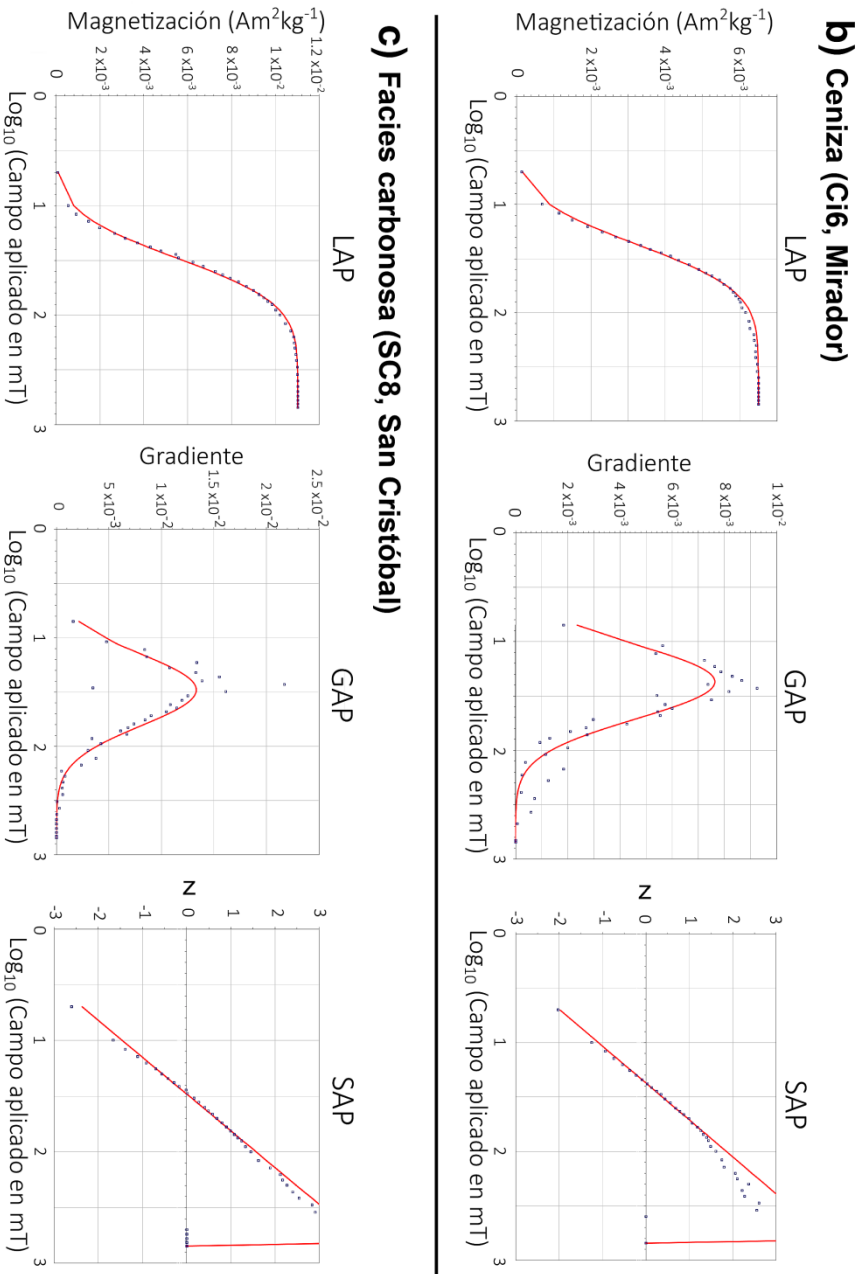 b) Ceniza (Ci6, Mirador)
LAP
Magnetización (Am²kg⁻¹)
6 x10⁻³
4 x10⁻³
2 x10⁻³
0
0 1 2 3
Log₁₀ (Campo aplicado en mT)
GAP
Gradiente
1 x10⁻²
8 x10⁻³
6 x10⁻³
4 x10⁻³
2 x10⁻³
0
0 1 2 3
Log₁₀ (Campo aplicado en mT)
SAP
z
3
2
1
0
-1
-2
-3
0 1 2 3
Log₁₀ (Campo aplicado en mT)
c) Facies carbonosa (SC8, San Cristóbal)
LAP
Magnetización (Am²kg⁻¹)
1.2 x10⁻²
1 x10⁻²
8 x10⁻³
6 x10⁻³
4 x10⁻³
2 x10⁻³
0
0 1 2 3
Log₁₀ (Campo aplicado en mT)
GAP
Gradiente
2.5 x10⁻²
2 x10⁻²
1.5 x10⁻²
1 x10⁻²
5 x10⁻³
0
0 1 2 3
Log₁₀ (Campo aplicado en mT)
SAP
z
3
2
1
0
-1
-2
-3
0 1 2 3
Log₁₀ (Campo aplicado en mT)